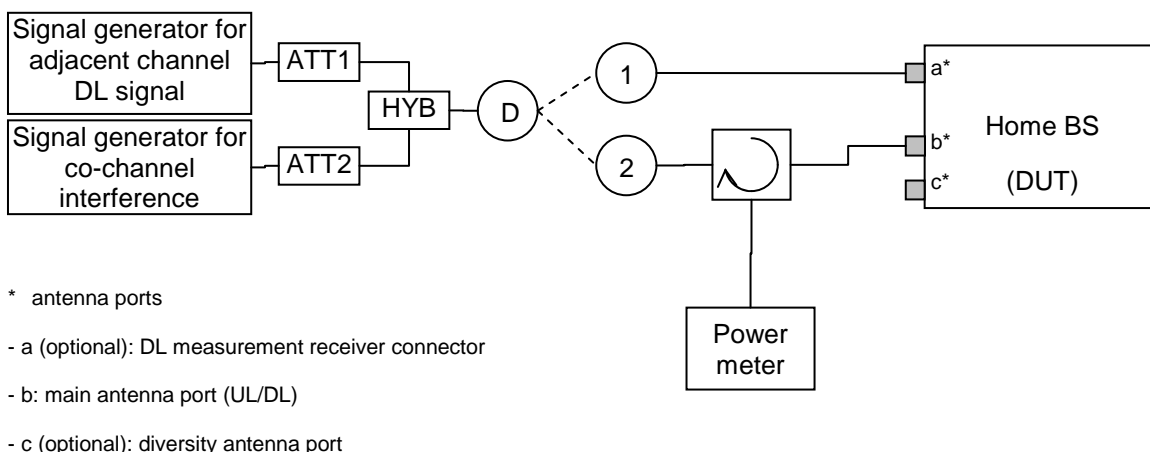 Signal generator for
adjacent channel
DL signal
ATT1
HYB
D
1
2
a*
b*
c*
Home BS
(DUT)
Signal generator for
co-channel
interference
ATT2
Power
meter
* antenna ports
- a (optional): DL measurement receiver connector
- b: main antenna port (UL/DL)
- c (optional): diversity antenna port